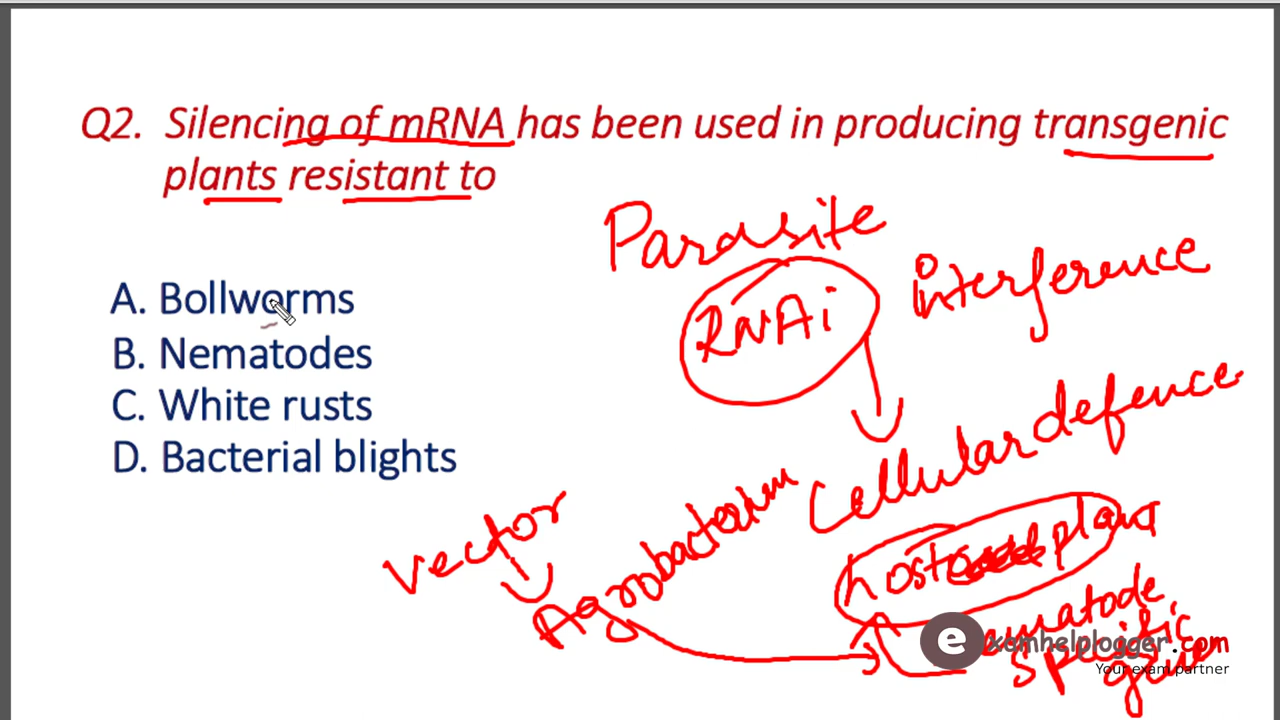 Q2. Silencing of mRNA has been used in producing transgenic
plants resistant to
Parasite
interference
RNAi
A. Bollworms
B. Nematodes
C. White rusts
D. Bacterial blights
Cellular defence
Vector
Agrobacterium
host plant
nematode
specific
gene
e
exemhelplogger.com
Your exam partner